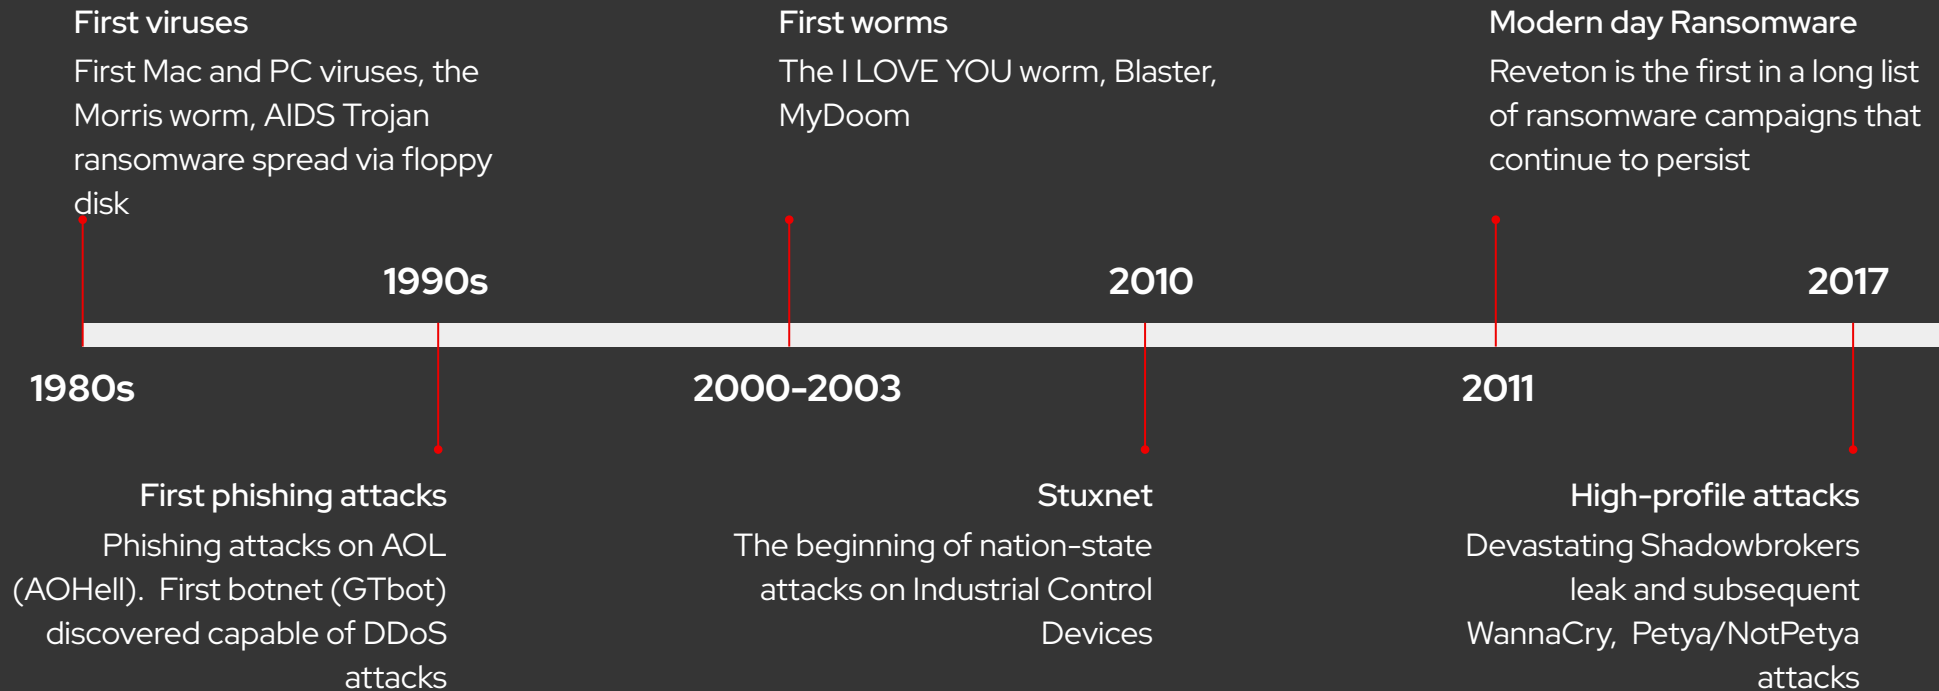 First viruses
First Mac and PC viruses, the
Morris worm, AIDS Trojan
ransomware spread via floppy
disk
First worms
The I LOVE YOU worm, Blaster,
MyDoom
Modern day Ransomware
Reveton is the first in a long list
of ransomware campaigns that
continue to persist
1990s
2010
2017
1980s
2000-2003
2011
First phishing attacks
Phishing attacks on AOL
(AOHell).  First botnet (GTbot)
discovered capable of DDoS
attacks
Stuxnet
The beginning of nation-state
attacks on Industrial Control
Devices
High-profile attacks
Devastating Shadowbrokers
leak and subsequent
WannaCry,  Petya/NotPetya
attacks